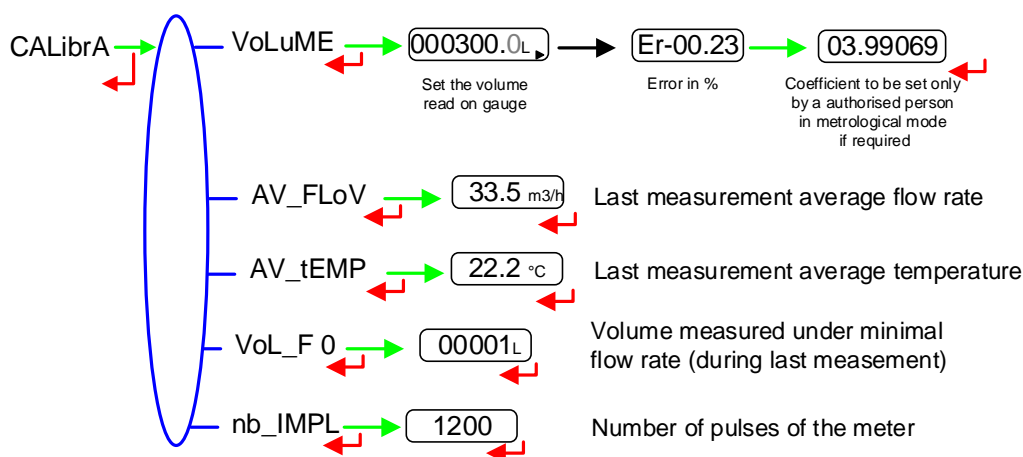 CALibrA
VoLuME
000300.0L
Er-00.23
03.99069
Set the volume
read on gauge
Error in %
Coefficient to be set only
by a authorised person
in metrological mode
if required
AV_FLoV
33.5 m3/h
Last measurement average flow rate
AV_tEMP
22.2 °C
Last measurement average temperature
VoL_F 0
00001L
Volume measured under minimal
flow rate (during last measement)
nb_IMPL
1200
Number of pulses of the meter